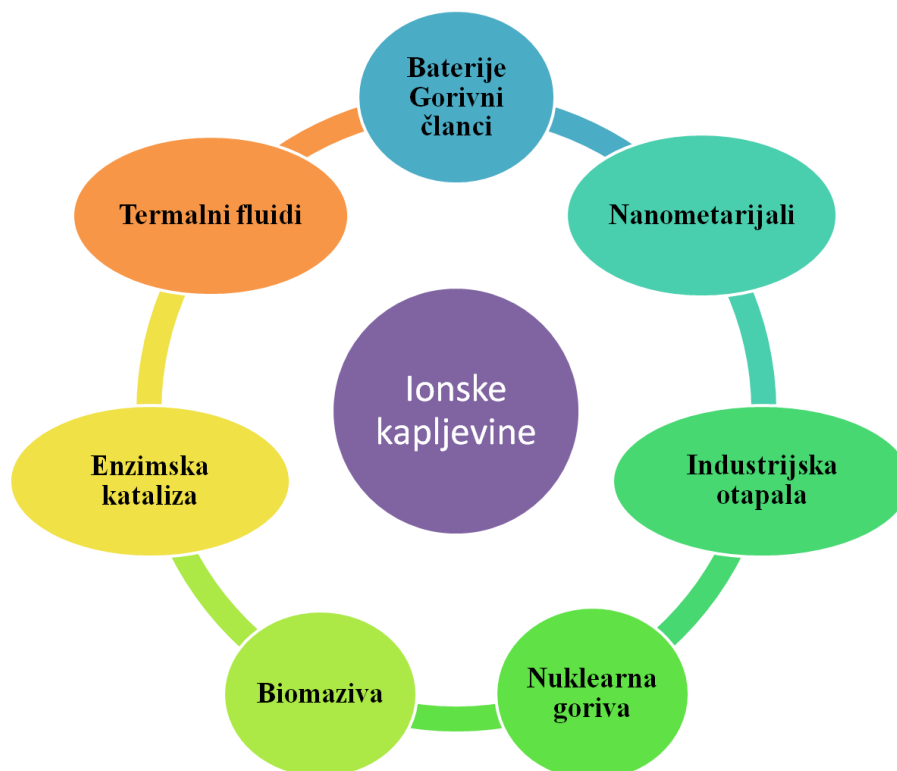 Baterije
Gorivni
članci
Termalni fluidi
Nanometarijali
Ionske
kapljevine
Enzimska
kataliza
Industrijska
otapala
Biomaziva
Nuklearna
goriva